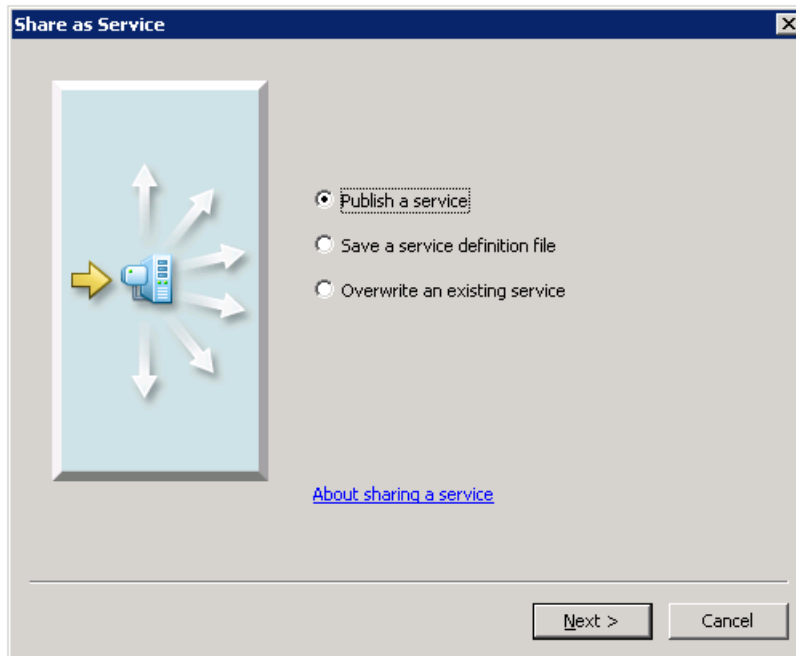 Share as Service
Publish a service
Save a service definition file
Overwrite an existing service
About sharing a service
Next >
Cancel